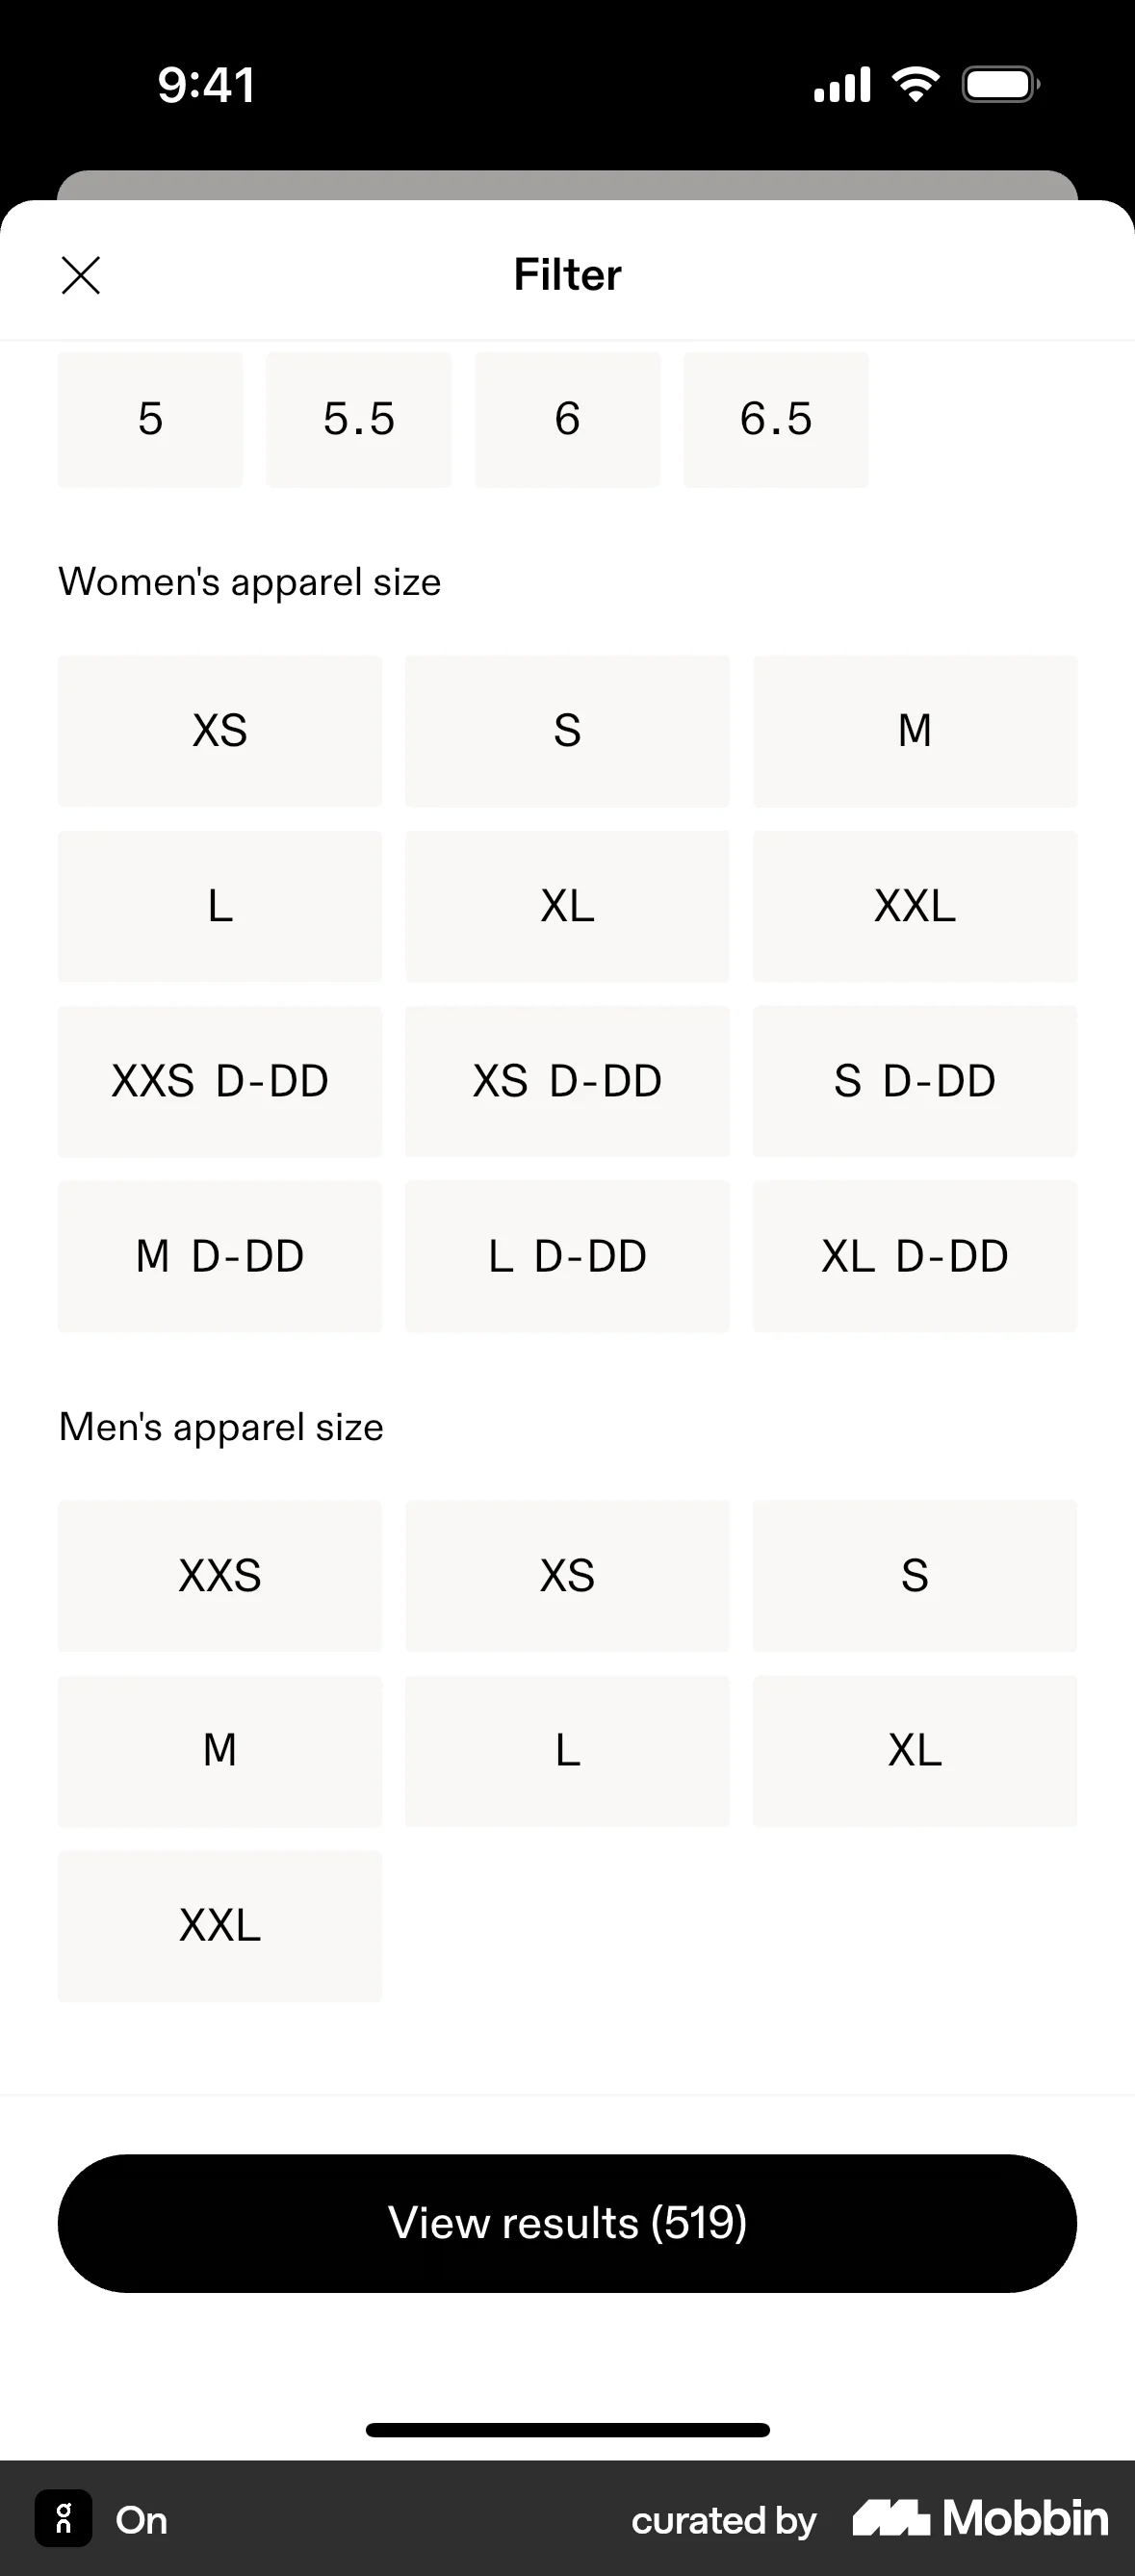 9:41
Filter
5 5.5 6 6.5
Women's apparel size
XS S M
L XL XXL
XXS D-DD XS D-DD S D-DD
M D-DD L D-DD XL D-DD
Men's apparel size
XXS XS S
M L XL
XXL
View results (519)
On curated by Mobbin